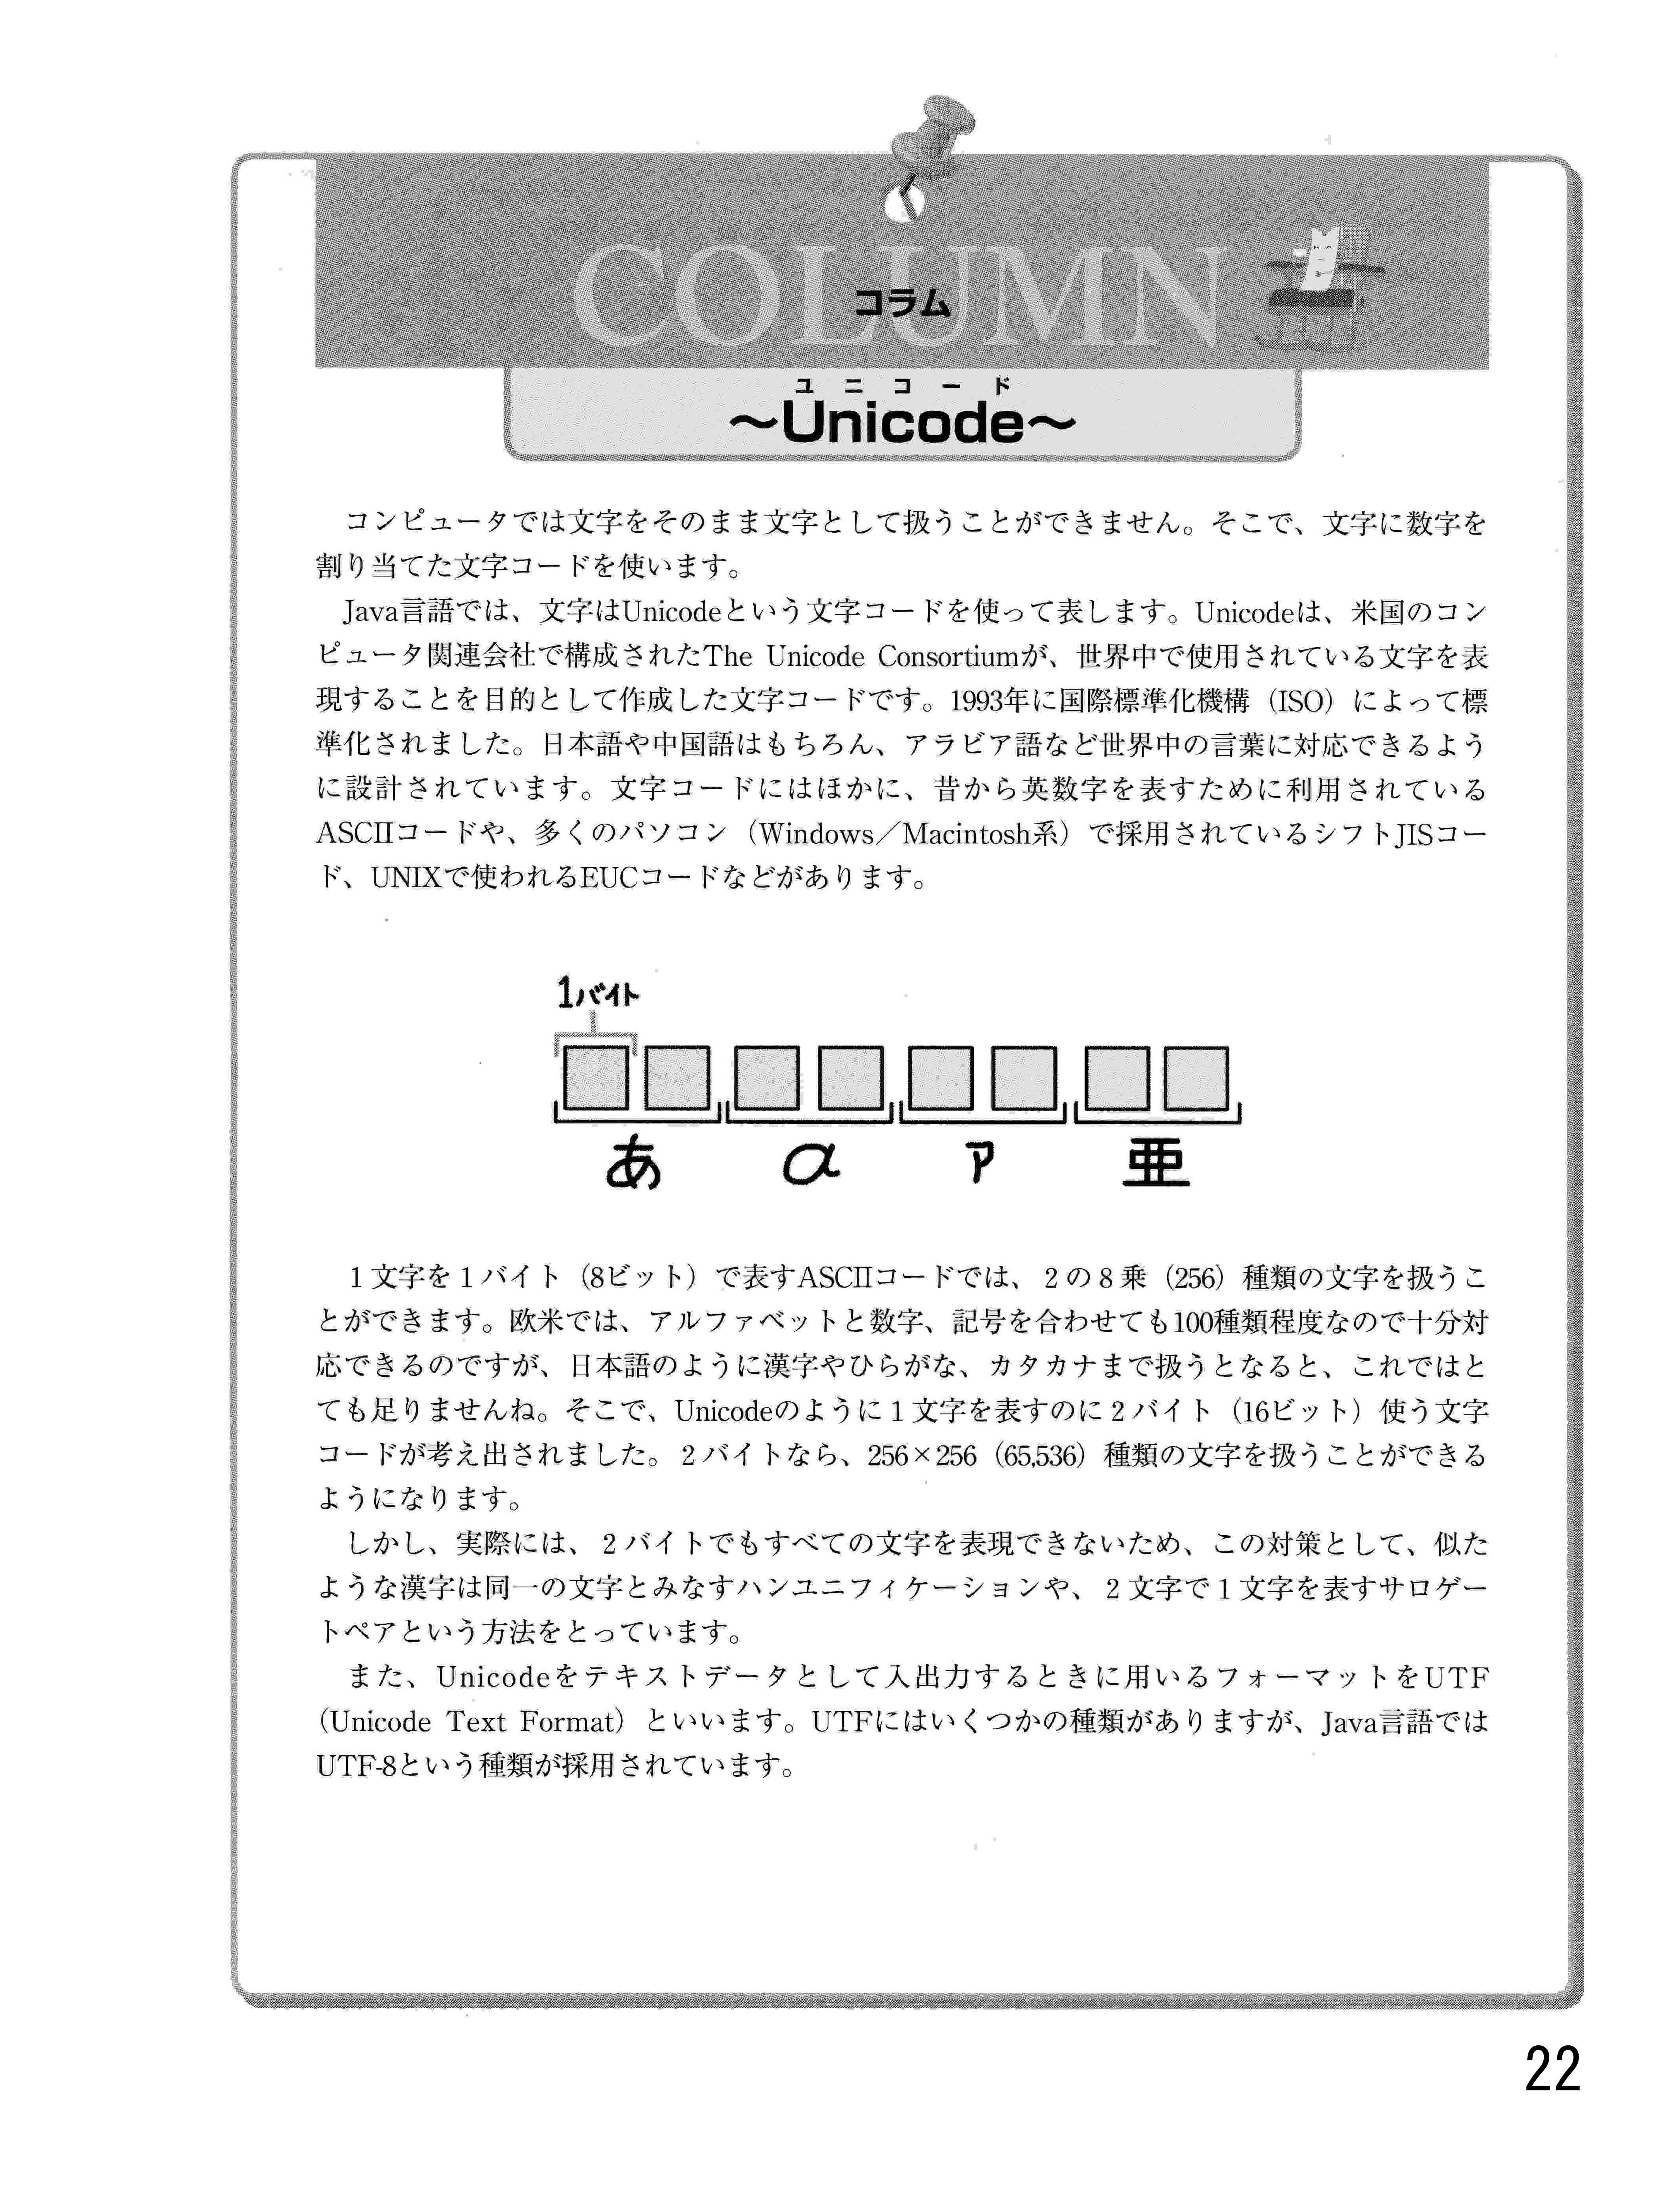 COLUMN
コラム
ユニコード
～Unicode～
コンピュータでは文字をそのまま文字として扱うことができません。そこで、文字に数字を
割り当てた文字コードを使います。
Java言語では、文字はUnicodeという文字コードを使って表します。Unicodeは、米国のコン
ピュータ関連会社で構成されたThe Unicode Consortiumが、世界中で使用されている文字を表
現することを目的として作成した文字コードです。1993年に国際標準化機構（ISO）によって標
準化されました。日本語や中国語はもちろん、アラビア語など世界中の言葉に対応できるよう
に設計されています。文字コードにはほかに、昔から英数字を表すために利用されている
ASCIIコードや、多くのパソコン（Windows／Macintosh系）で採用されているシフトJISコー
ド、UNIXで使われるEUCコードなどがあります。
1バイト
あ α ア 亜
1文字を1バイト（8ビット）で表すASCIIコードでは、2の8乗（256）種類の文字を扱うこ
とができます。欧米では、アルファベットと数字、記号を合わせても100種類程度なので十分対
応できるのですが、日本語のように漢字やひらがな、カタカナまで扱うとなると、これではと
ても足りませんね。そこで、Unicodeのように1文字を表すのに2バイト（16ビット）使う文字
コードが考え出されました。2バイトなら、256×256（65,536）種類の文字を扱うことができる
ようになります。
しかし、実際には、2バイトでもすべての文字を表現できないため、この対策として、似た
ような漢字は同一の文字とみなすハンユニフィケーションや、2文字で1文字を表すサロゲー
トペアという方法をとっています。
また、Unicodeをテキストデータとして入出力するときに用いるフォーマットをUTF
（Unicode Text Format）といいます。UTFにはいくつかの種類がありますが、Java言語では
UTF-8という種類が採用されています。
22